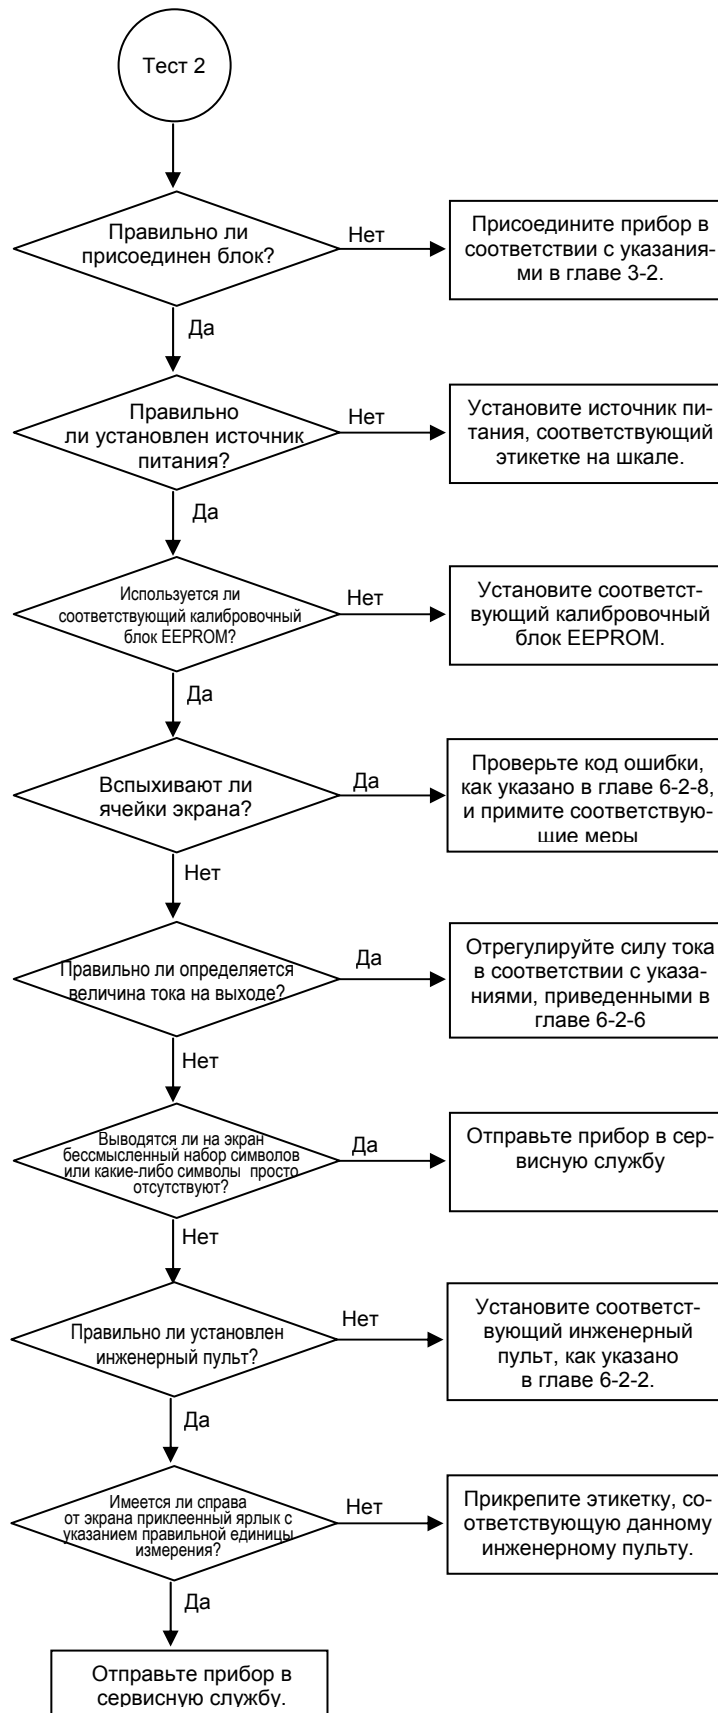 Тест 2
Правильно ли
присоединен блок?
Нет
Присоедините прибор в
соответствии с указания-
ми в главе 3-2.
Да
Правильно
ли установлен источник
питания?
Нет
Установите источник пи-
тания, соответствующий
этикетке на шкале.
Да
Используется ли
соответствующий калибровочный
блок EEPROM?
Нет
Установите соответст-
вующий калибровочный
блок EEPROM.
Да
Вспыхивают ли
ячейки экрана?
Да
Проверьте код ошибки,
как указано в главе 6-2-8,
и примите соответствую-
щие меры
Нет
Правильно ли определяется
величина тока на выходе?
Да
Отрегулируйте силу тока
в соответствии с указа-
ниями, приведенными в
главе 6-2-6
Нет
Выводятся ли на экран
бессмысленный набор символов
или какие-либо символы просто
отсутствуют?
Да
Отправьте прибор в сер-
висную службу
Нет
Правильно ли установлен
инженерный пульт?
Нет
Установите соответст-
вующий инженерный
пульт, как указано
в главе 6-2-2.
Да
Имеется ли справа
от экрана приклеенный ярлык с
указанием правильной единицы
измерения?
Нет
Прикрепите этикетку, со-
ответствующую данному
инженерному пульту.
Да
Отправьте прибор в
сервисную службу.